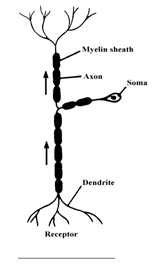 Myelin sheath
Axon
Soma
Dendrite
Receptor